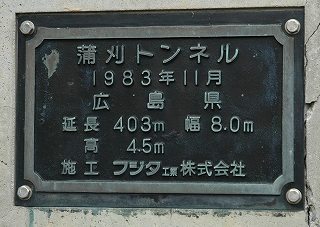 蒲刈トンネル
1983年11月
広島県
延長 403m 幅 8.0m
高 4.5m
施工 フジタ工業株式会社